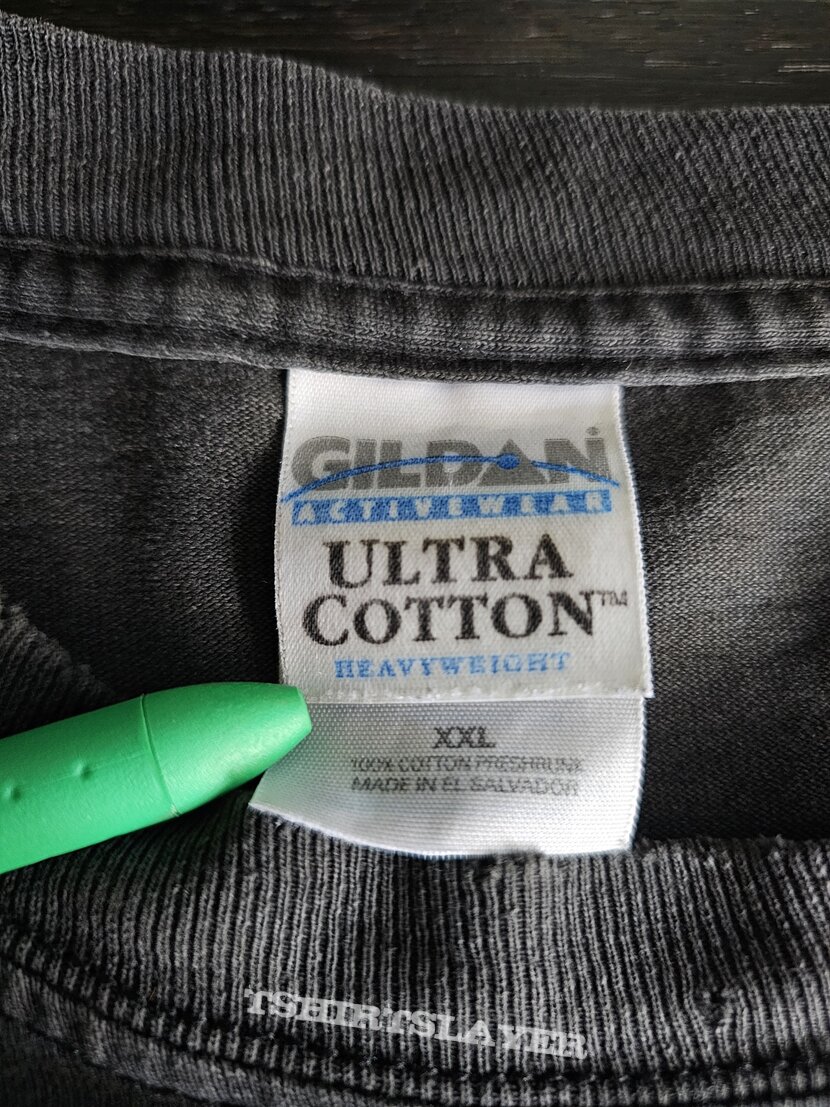 GILDAN®
ACTIVEWEAR
ULTRA
COTTON™
HEAVYWEIGHT
XXL
100% COTTON PRESHRUNK
MADE IN EL SALVADOR
TSHIRTSLAYER